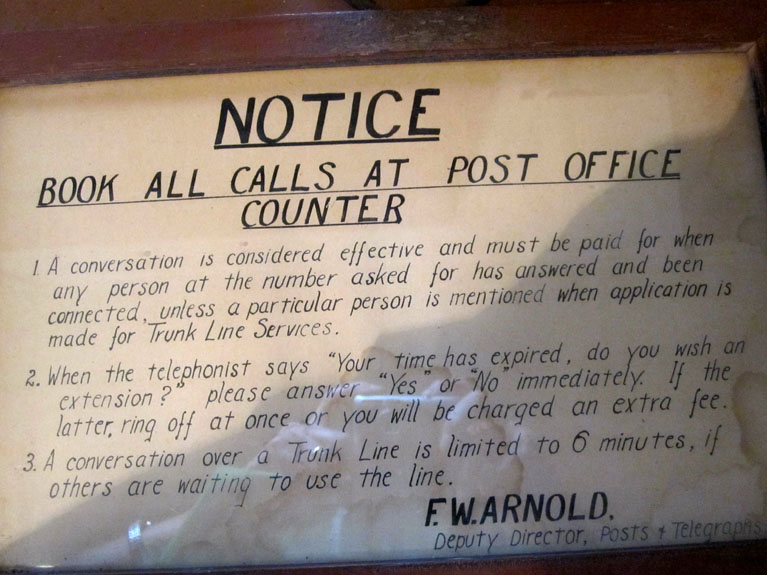 NOTICE
BOOK ALL CALLS AT POST OFFICE
COUNTER
1. A conversation is considered effective and must be paid for when
any person at the number asked for has answered and been
connected, unless a particular person is mentioned when application is
made for Trunk Line Services.
2. When the telephonist says "Your time has expired, do you wish an
extension?" please answer "Yes" or "No" immediately. If the
latter, ring off at once or you will be charged an extra fee.
3. A conversation over a Trunk Line is limited to 6 minutes, if
others are waiting to use the line.
F.W.ARNOLD.
Deputy Director, Posts & Telegraphs